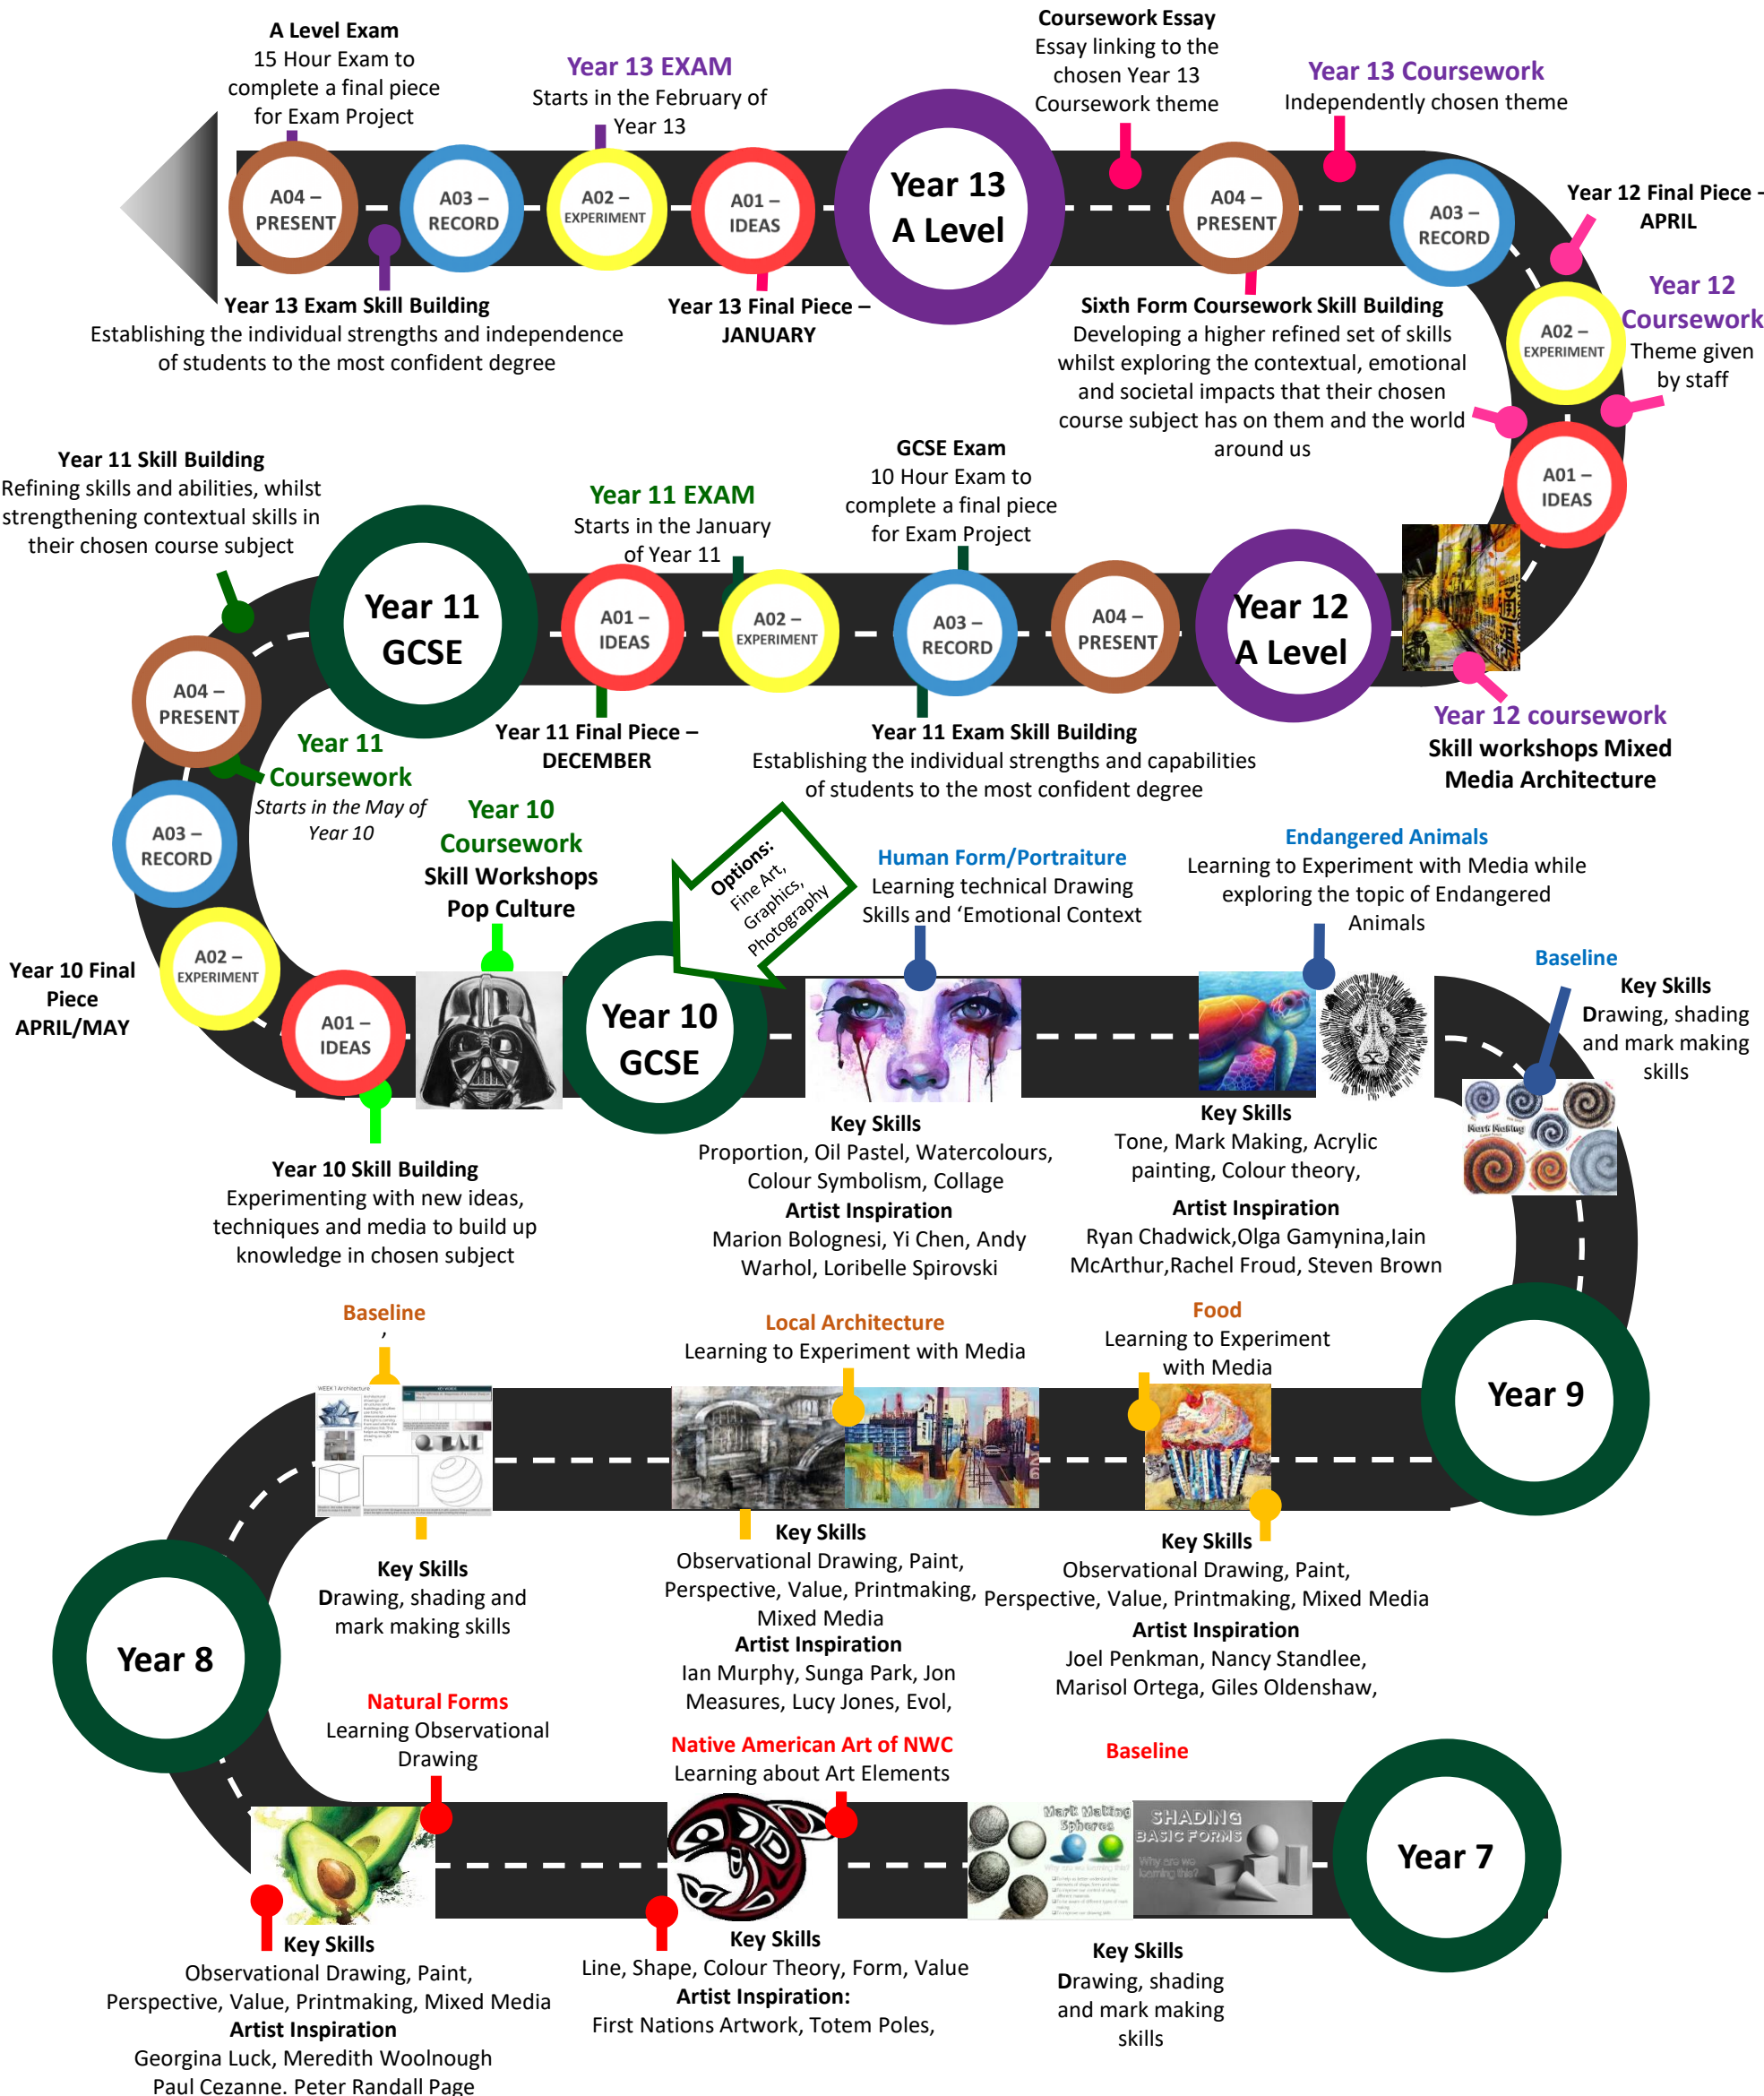 A Level Exam
15 Hour Exam to
complete a final piece
for Exam Project
Year 13 EXAM
Starts in the February of
Year 13
Coursework Essay
Essay linking to the
chosen Year 13
Coursework theme
Year 13 Coursework
Independently chosen theme
A04 –
PRESENT
A03 –
RECORD
A02 –
EXPERIMENT
A01 –
IDEAS
Year 13
A Level
A04 –
PRESENT
A03 –
RECORD
Year 12 Final Piece –
APRIL
Year 13 Exam Skill Building
Establishing the individual strengths and independence
of students to the most confident degree
Year 13 Final Piece –
JANUARY
Sixth Form Coursework Skill Building
Developing a higher refined set of skills
whilst exploring the contextual, emotional
and societal impacts that their chosen
course subject has on them and the world
around us
A02 –
EXPERIMENT
Year 12
Coursework
Theme given
by staff
A01 –
IDEAS
Year 11 Skill Building
Refining skills and abilities, whilst
strengthening contextual skills in
their chosen course subject
Year 11 EXAM
Starts in the January
of Year 11
GCSE Exam
10 Hour Exam to
complete a final piece
for Exam Project
Year 11
GCSE
A01 –
IDEAS
A02 –
EXPERIMENT
A03 –
RECORD
A04 –
PRESENT
Year 12
A Level
A04 –
PRESENT
Year 11
Coursework
Starts in the May of
Year 10
Year 11 Final Piece –
DECEMBER
Year 11 Exam Skill Building
Establishing the individual strengths and capabilities
of students to the most confident degree
Year 12 coursework
Skill workshops Mixed
Media Architecture
A03 –
RECORD
Year 10
Coursework
Skill Workshops
Pop Culture
Options:
Fine Art,
Graphics,
Photography
Human Form/Portraiture
Learning technical Drawing
Skills and ‘Emotional Context
Endangered Animals
Learning to Experiment with Media while
exploring the topic of Endangered
Animals
Baseline
Key Skills
Drawing, shading
and mark making
skills
Year 10 Final
Piece
APRIL/MAY
A02 –
EXPERIMENT
A01 –
IDEAS
Year 10
GCSE
Mark Making
Year 10 Skill Building
Experimenting with new ideas,
techniques and media to build up
knowledge in chosen subject
Key Skills
Proportion, Oil Pastel, Watercolours,
Colour Symbolism, Collage
Artist Inspiration
Marion Bolognesi, Yi Chen, Andy
Warhol, Loribelle Spirovski
Key Skills
Tone, Mark Making, Acrylic
painting, Colour theory,
Artist Inspiration
Ryan Chadwick,Olga Gamynina,Iain
McArthur,Rachel Froud, Steven Brown
Baseline
,
Local Architecture
Learning to Experiment with Media
Food
Learning to Experiment
with Media
Year 9
WEEK 1 Architecture
KEY WORDS
Key Skills
Drawing, shading and
mark making skills
Key Skills
Observational Drawing, Paint,
Perspective, Value, Printmaking,
Mixed Media
Artist Inspiration
Ian Murphy, Sunga Park, Jon
Measures, Lucy Jones, Evol,
Key Skills
Observational Drawing, Paint,
Perspective, Value, Printmaking, Mixed Media
Artist Inspiration
Joel Penkman, Nancy Standlee,
Marisol Ortega, Giles Oldenshaw,
Year 8
Natural Forms
Learning Observational
Drawing
Native American Art of NWC
Learning about Art Elements
Baseline
Mark Making
Spheres
Why are we learning this?
SHADING
BASIC FORMS
Why are we
learning this?
Year 7
Key Skills
Observational Drawing, Paint,
Perspective, Value, Printmaking, Mixed Media
Artist Inspiration
Georgina Luck, Meredith Woolnough
Paul Cezanne. Peter Randall Page
Key Skills
Line, Shape, Colour Theory, Form, Value
Artist Inspiration:
First Nations Artwork, Totem Poles,
Key Skills
Drawing, shading
and mark making
skills